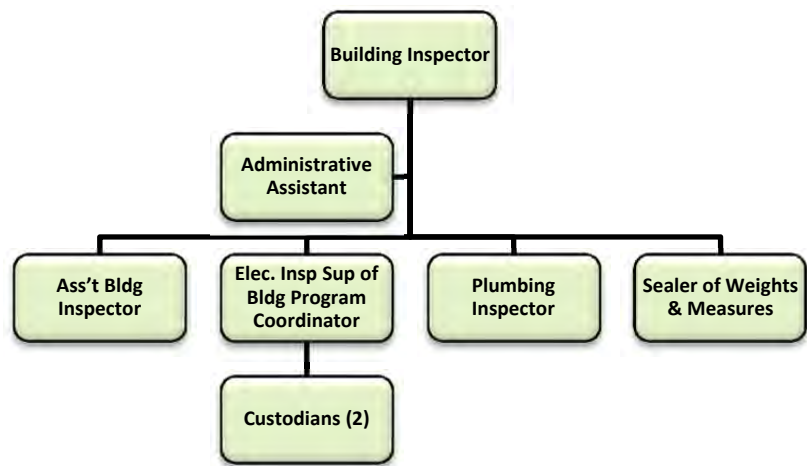 Building Inspector
Administrative
Assistant
Ass't Bldg
Inspector
Elec. Insp Sup of
Bldg Program
Coordinator
Plumbing
Inspector
Sealer of Weights
& Measures
Custodians (2)